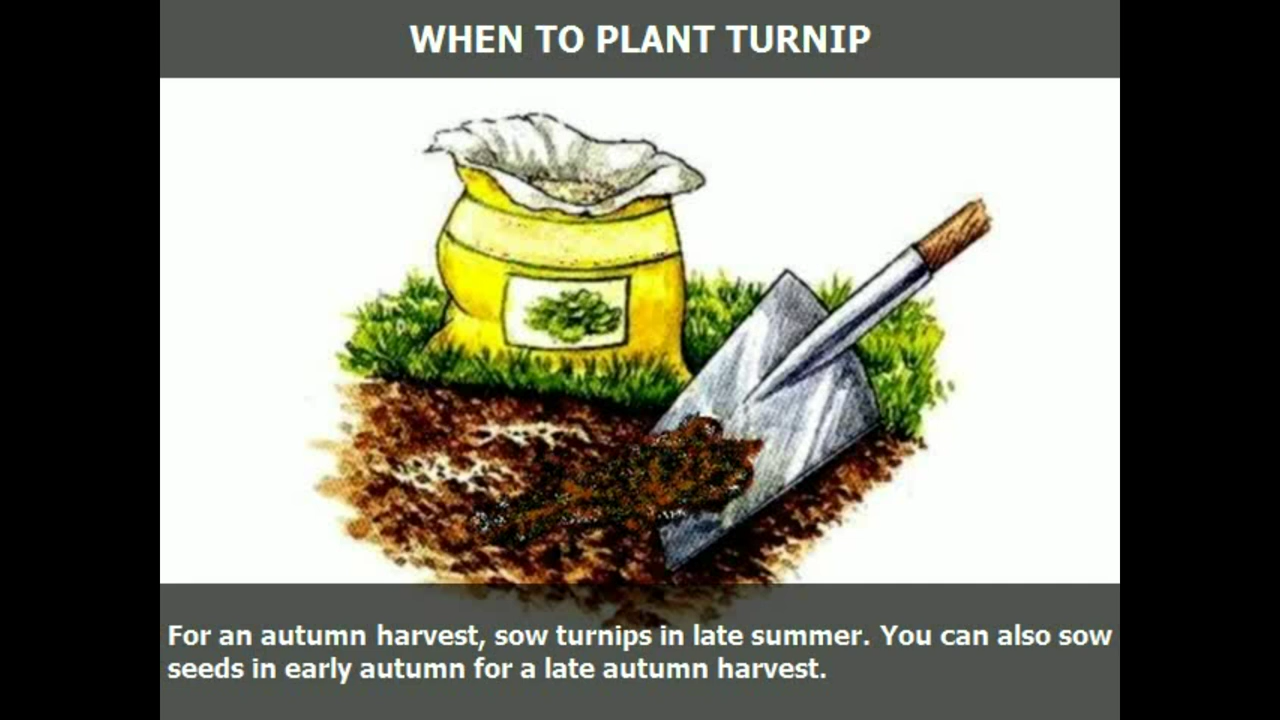 WHEN TO PLANT TURNIP
For an autumn harvest, sow turnips in late summer. You can also sow
seeds in early autumn for a late autumn harvest.